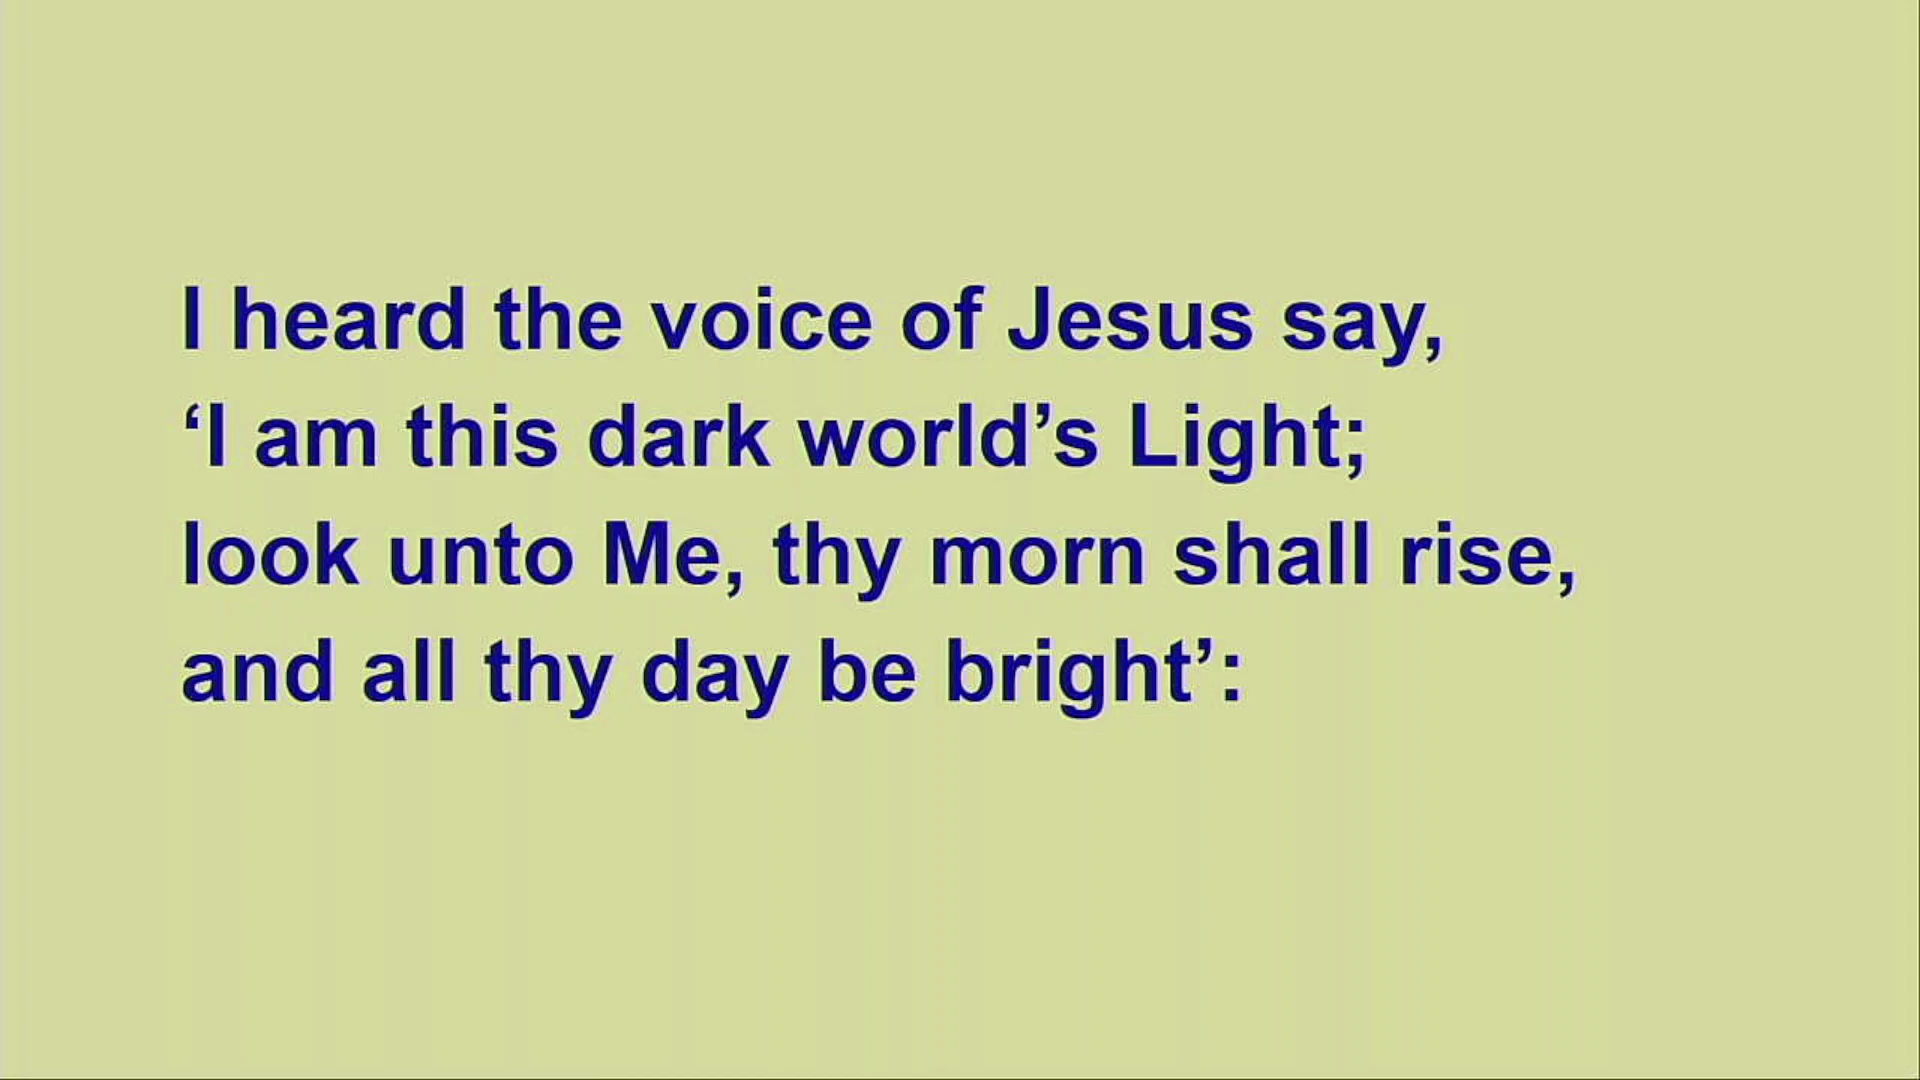 I heard the voice of Jesus say,
‘I am this dark world’s Light;
look unto Me, thy morn shall rise,
and all thy day be bright’: